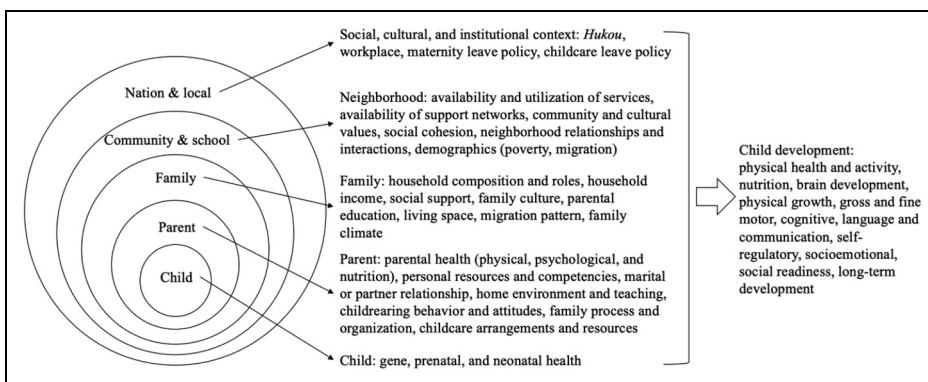 Nation & local
Community & school
Family
Parent
Child
Social, cultural, and institutional context: Hukou,
workplace, maternity leave policy, childcare leave policy
Neighborhood: availability and utilization of services,
availability of support networks, community and cultural
values, social cohesion, neighborhood relationships and
interactions, demographics (poverty, migration)
Family: household composition and roles, household
income, social support, family culture, parental
education, living space, migration pattern, family
climate
Parent: parental health (physical, psychological, and
nutrition), personal resources and competencies, marital
or partner relationship, home environment and teaching,
childrearing behavior and attitudes, family process and
organization, childcare arrangements and resources
Child: gene, prenatal, and neonatal health
Child development:
physical health and activity,
nutrition, brain development,
physical growth, gross and fine
motor, cognitive, language and
communication, self-
regulatory, socioemotional,
social readiness, long-term
development